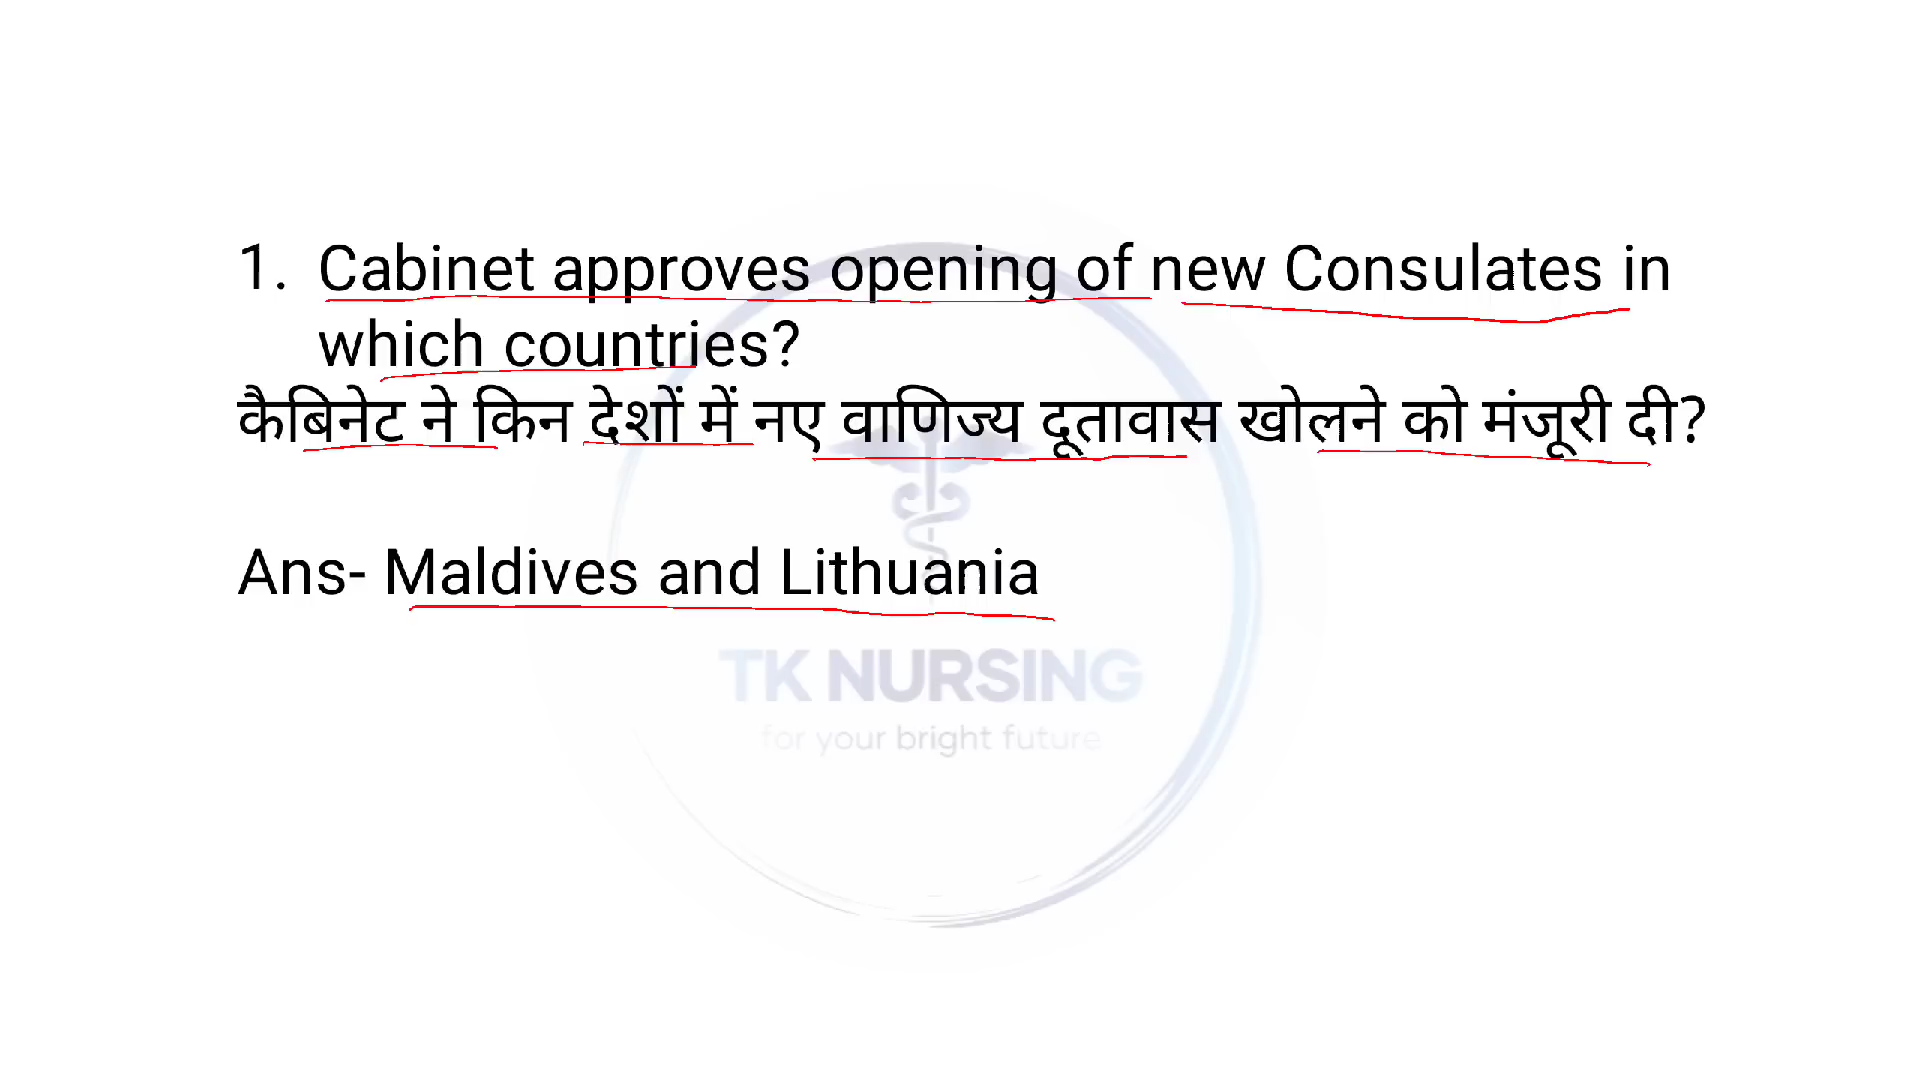 1. Cabinet approves opening of new Consulates in
which countries?
कैबिनेट ने किन देशों में नए वाणिज्य दूतावास खोलने को मंजूरी दी?
Ans- Maldives and Lithuania
TK NURSING
for your bright future